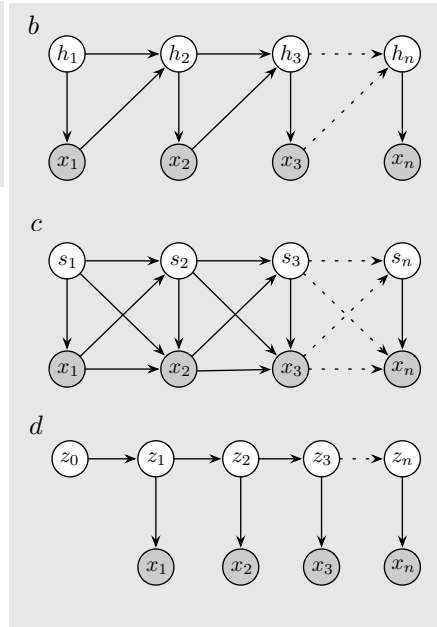 b
h₁ h₂ h₃ hₙ
x₁ x₂ x₃ xₙ
c
s₁ s₂ s₃ sₙ
x₁ x₂ x₃ xₙ
d
z₀ z₁ z₂ z₃ zₙ
x₁ x₂ x₃ xₙ